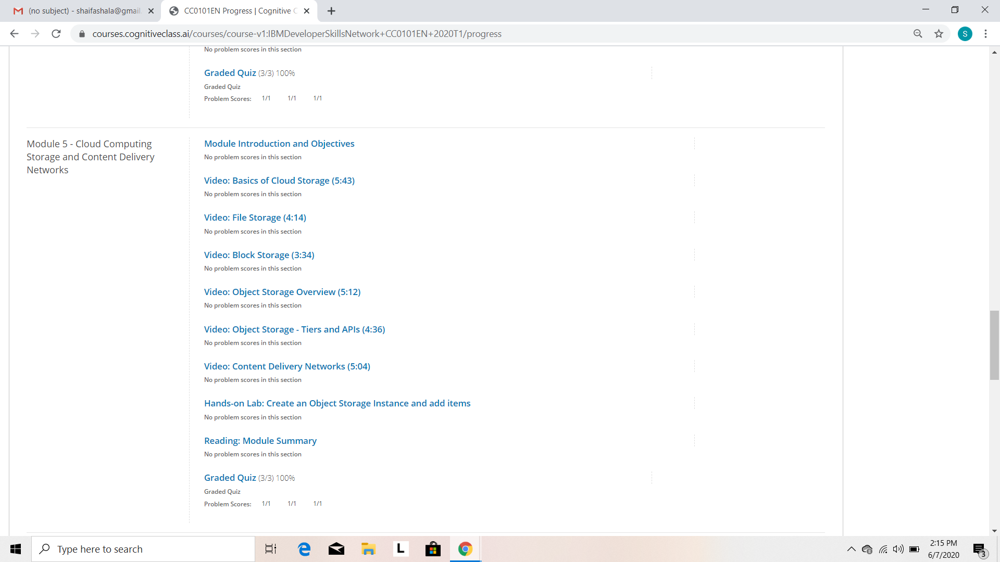 (no subject) - shaifashala@gmail.
CC0101EN Progress | Cognitive C
courses.cognitiveclass.ai/courses/course-v1:IBMDeveloperSkillsNetwork+CC0101EN+2020T1/progress
S
No problem scores in this section
Graded Quiz (3/3) 100%
Graded Quiz
Problem Scores: 1/1 1/1 1/1
Module 5 - Cloud Computing
Storage and Content Delivery
Networks
Module Introduction and Objectives
No problem scores in this section
Video: Basics of Cloud Storage (5:43)
No problem scores in this section
Video: File Storage (4:14)
No problem scores in this section
Video: Block Storage (3:34)
No problem scores in this section
Video: Object Storage Overview (5:12)
No problem scores in this section
Video: Object Storage - Tiers and APIs (4:36)
No problem scores in this section
Video: Content Delivery Networks (5:04)
No problem scores in this section
Hands-on Lab: Create an Object Storage Instance and add items
No problem scores in this section
Reading: Module Summary
No problem scores in this section
Graded Quiz (3/3) 100%
Graded Quiz
Problem Scores: 1/1 1/1 1/1
Type here to search
L
2:15 PM
6/7/2020
3